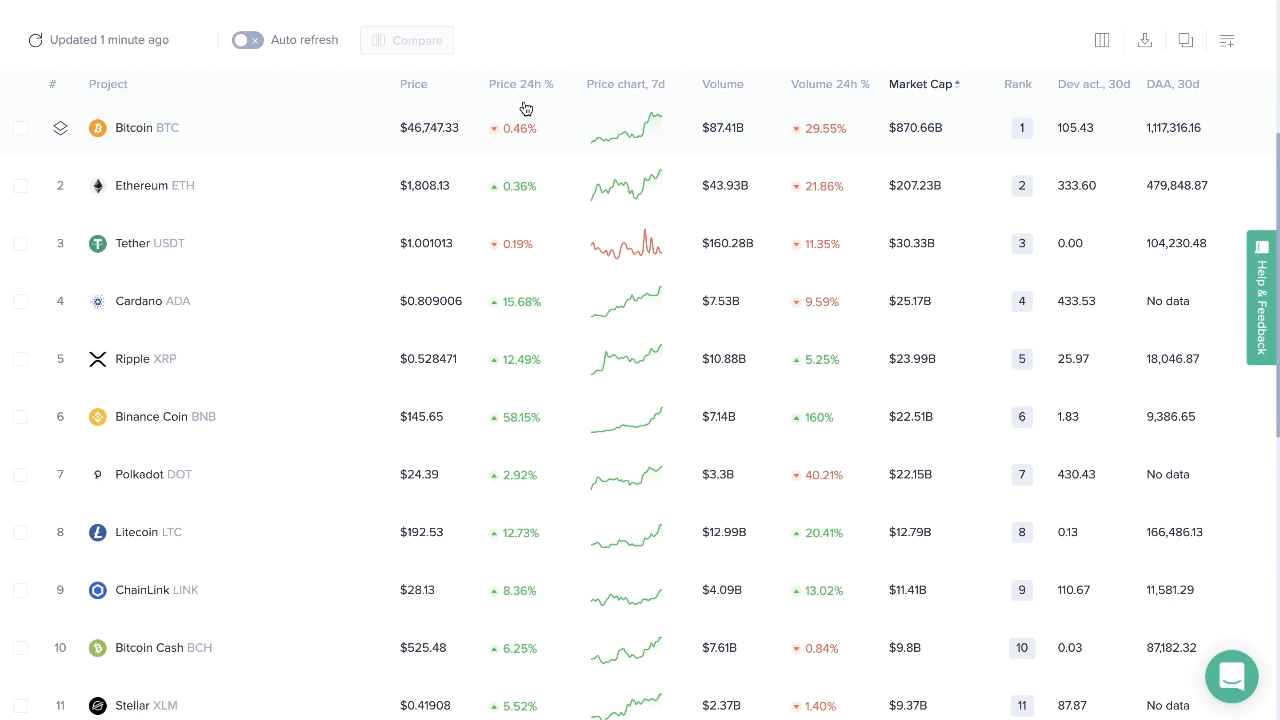 Updated 1 minute ago Auto refresh Compare
# Project Price Price 24h % Price chart, 7d Volume Volume 24h % Market Cap Rank Dev act., 30d DAA, 30d
Bitcoin BTC $46,747.33 0.46% $87.41B 29.55% $870.66B 1 105.43 1,117,316.16
2 Ethereum ETH $1,808.13 0.36% $43.93B 21.86% $207.23B 2 333.60 479,848.87
3 Tether USDT $1.001013 0.19% $160.28B 11.35% $30.33B 3 0.00 104,230.48
4 Cardano ADA $0.809006 15.68% $7.53B 9.59% $25.17B 4 433.53 No data
5 Ripple XRP $0.528471 12.49% $10.88B 5.25% $23.99B 5 25.97 18,046.87
6 Binance Coin BNB $145.65 58.15% $7.14B 160% $22.51B 6 1.83 9,386.65
7 Polkadot DOT $24.39 2.92% $3.3B 40.21% $22.15B 7 430.43 No data
8 Litecoin LTC $192.53 12.73% $12.99B 20.41% $12.79B 8 0.13 166,486.13
9 ChainLink LINK $28.13 8.36% $4.09B 13.02% $11.41B 9 110.67 11,581.29
10 Bitcoin Cash BCH $525.48 6.25% $7.61B 0.84% $9.8B 10 0.03 87,182.32
11 Stellar XLM $0.41908 5.52% $2.37B 1.40% $9.37B 11 87.87 No data
Help & Feedback